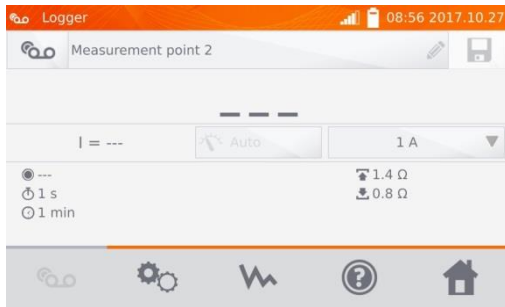 Logger 08:56 2017.10.27
Measurement point 2
---
I = --- Auto 1 A
--- 1.4 Ω
1 s 0.8 Ω
1 min
?